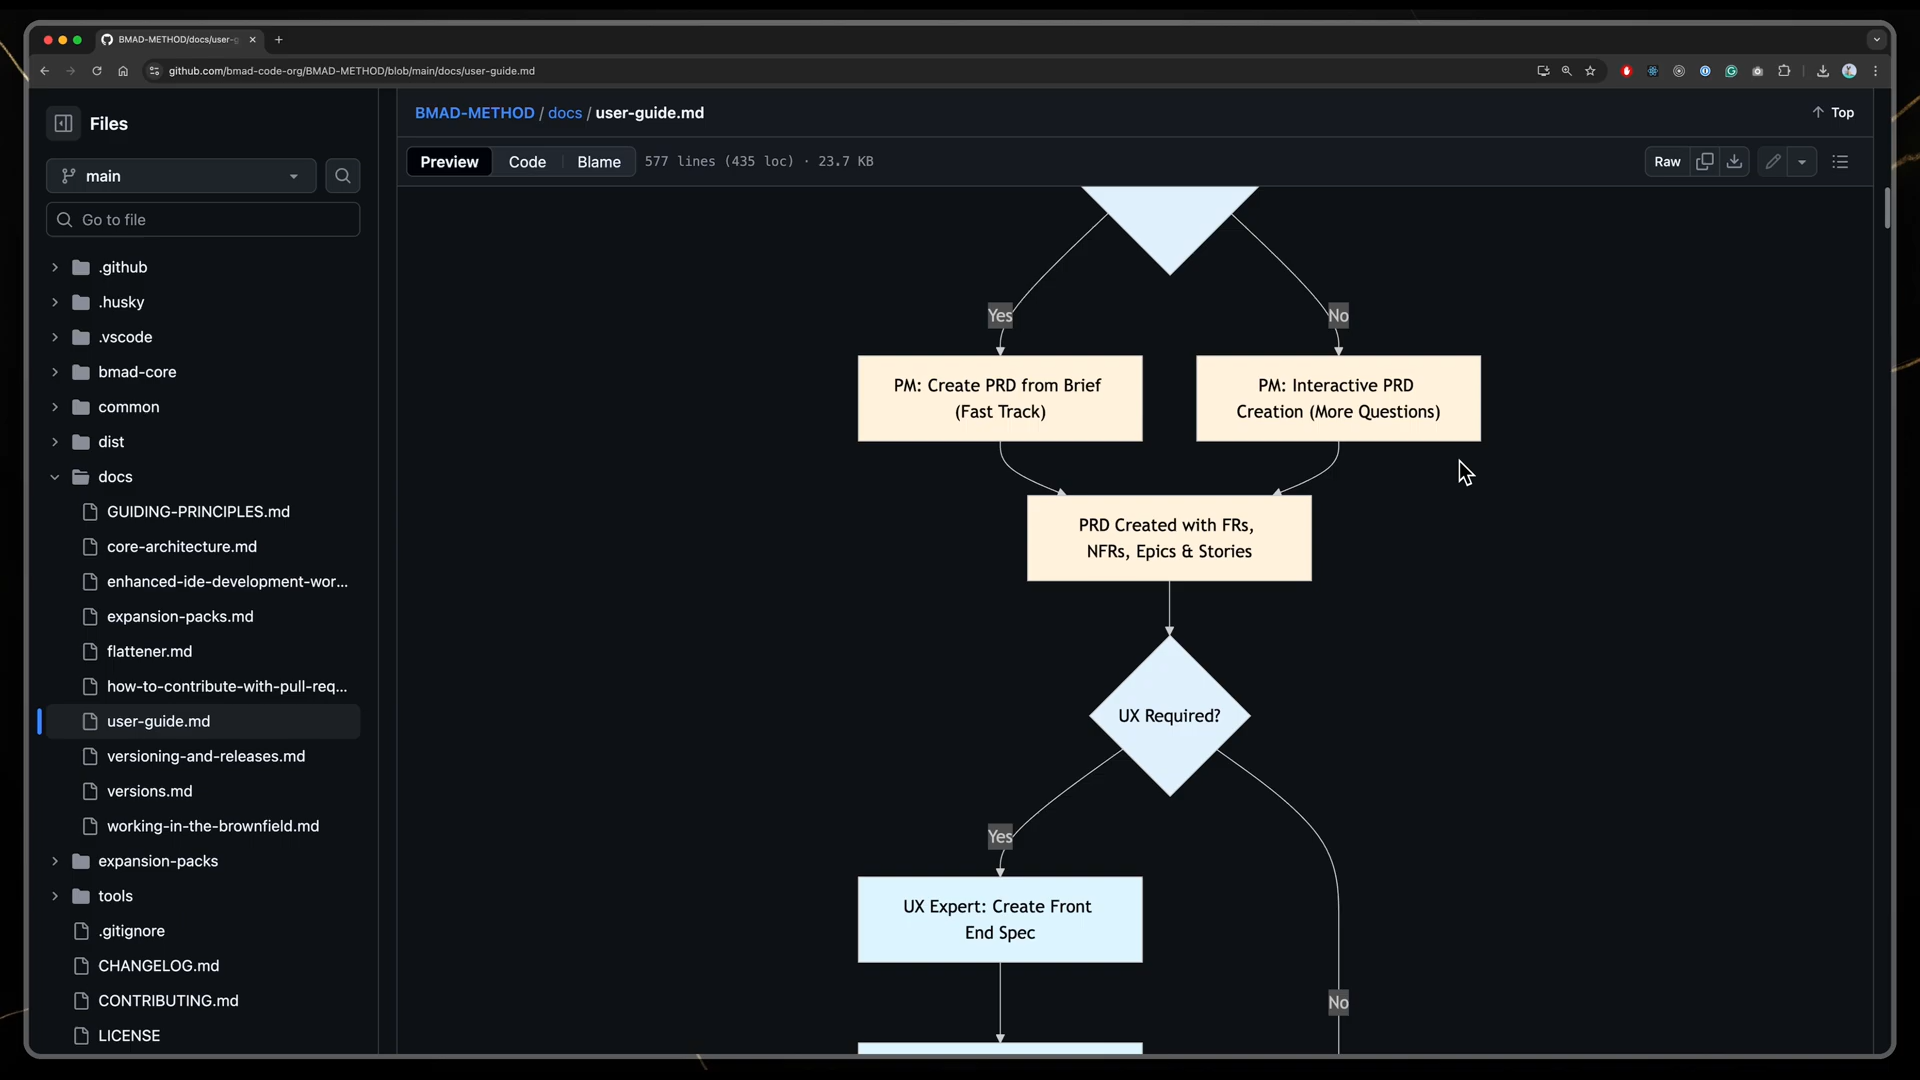 BMAD-METHOD/docs/user-g
github.com/bmad-code-org/BMAD-METHOD/blob/main/docs/user-guide.md
Files
main
Go to file
.github
.husky
.vscode
bmad-core
common
dist
docs
GUIDING-PRINCIPLES.md
core-architecture.md
enhanced-ide-development-wor...
expansion-packs.md
flattener.md
how-to-contribute-with-pull-req...
user-guide.md
versioning-and-releases.md
versions.md
working-in-the-brownfield.md
expansion-packs
tools
.gitignore
CHANGELOG.md
CONTRIBUTING.md
LICENSE
BMAD-METHOD / docs / user-guide.md
Top
Preview Code Blame 577 lines (435 loc) · 23.7 KB
Raw
Yes
No
PM: Create PRD from Brief
(Fast Track)
PM: Interactive PRD
Creation (More Questions)
PRD Created with FRs,
NFRs, Epics & Stories
UX Required?
Yes
UX Expert: Create Front
End Spec
No